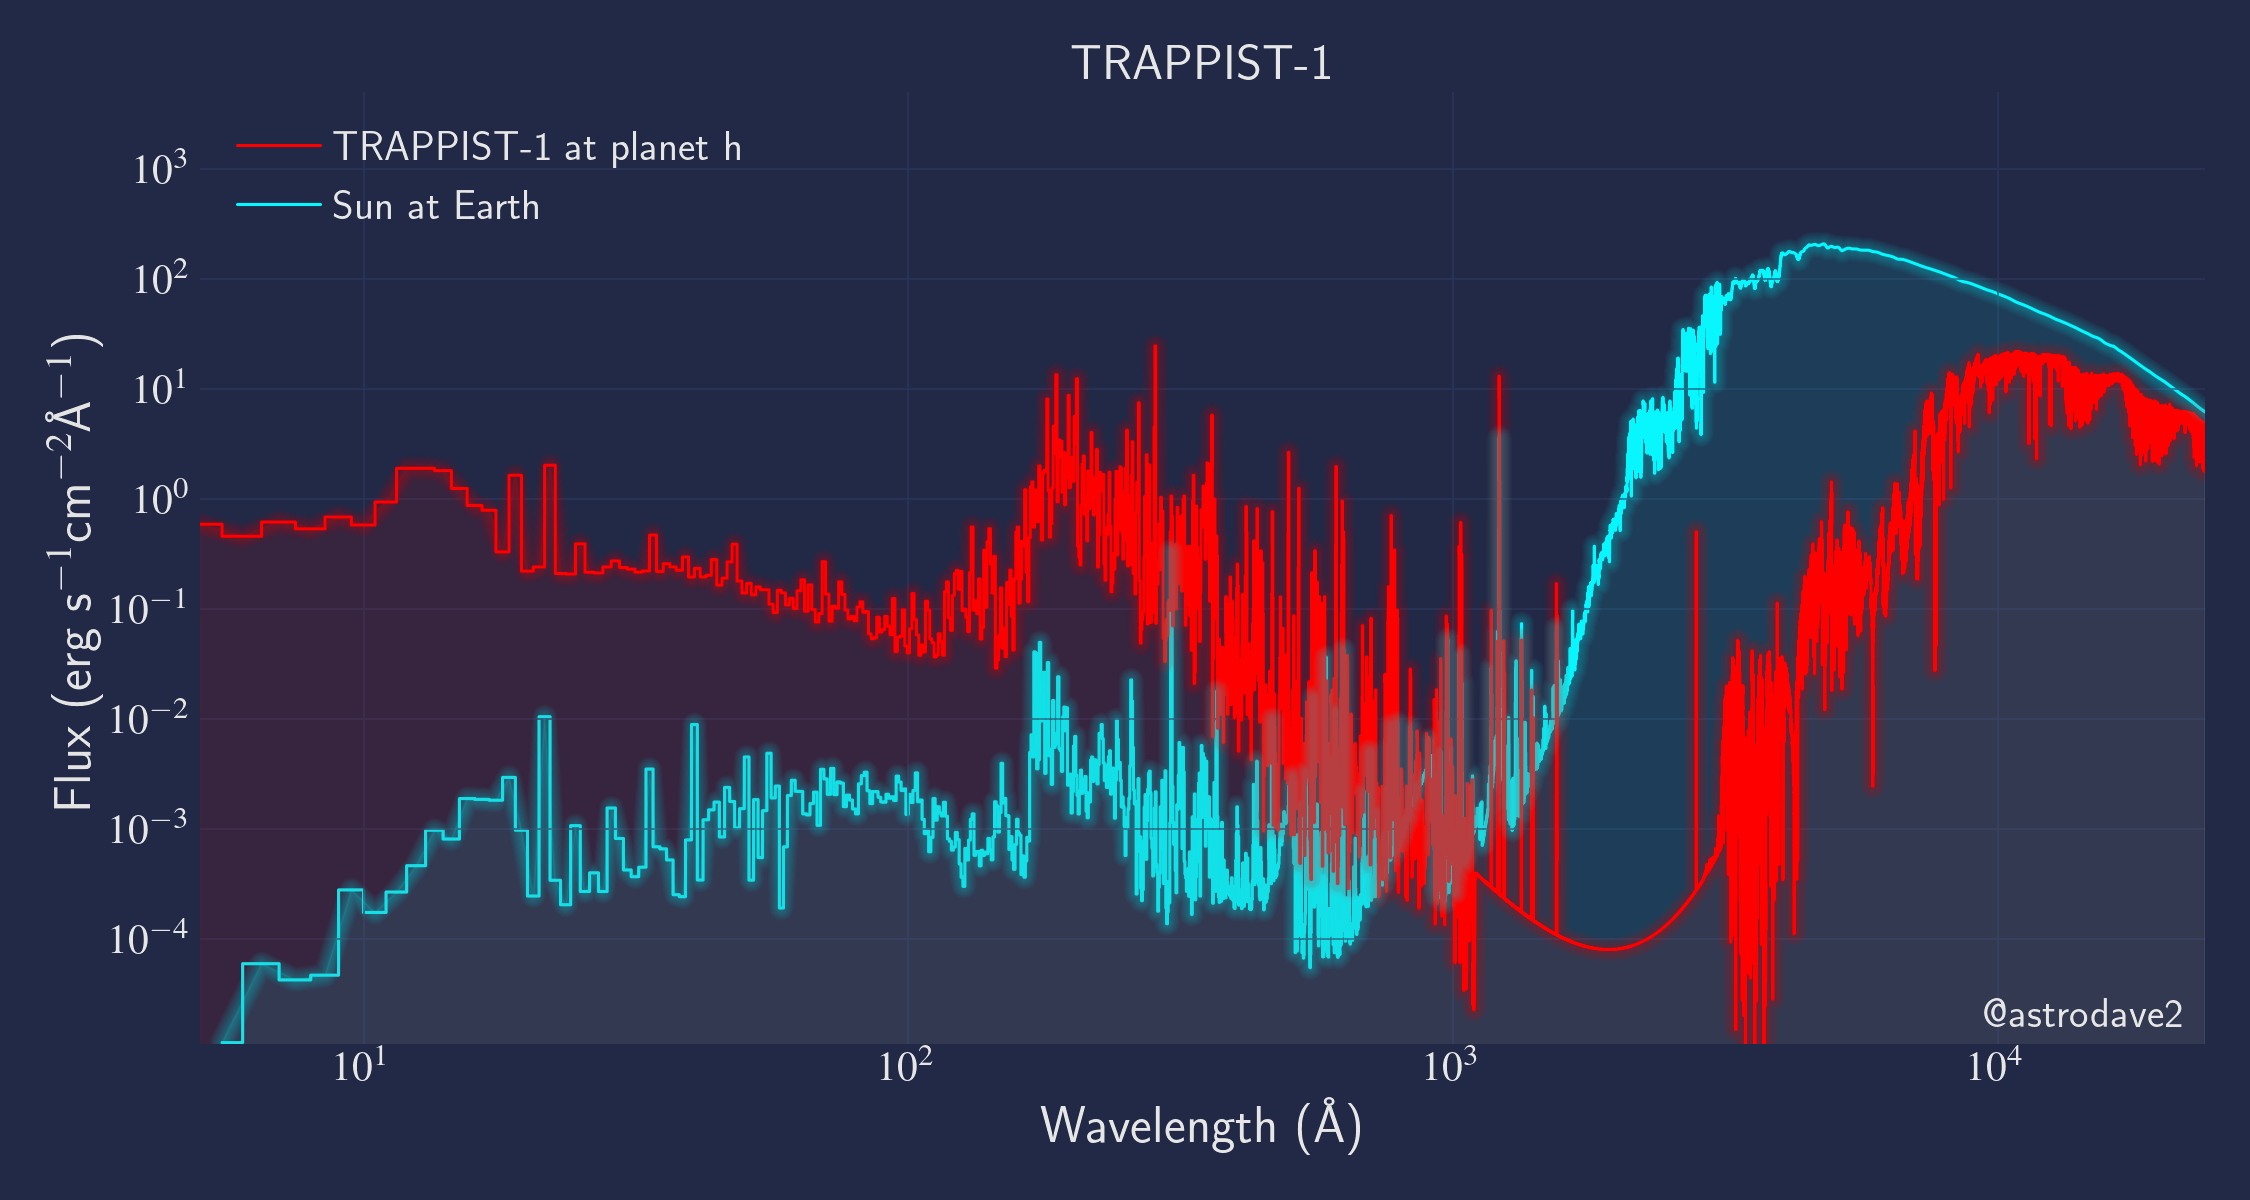 TRAPPIST-1
TRAPPIST-1 at planet h
Sun at Earth
10³
10²
10¹
10⁰
10⁻¹
10⁻²
10⁻³
10⁻⁴
Flux (erg s⁻¹cm⁻²Å⁻¹)
@astrodave2
10¹ 10² 10³ 10⁴
Wavelength (Å)